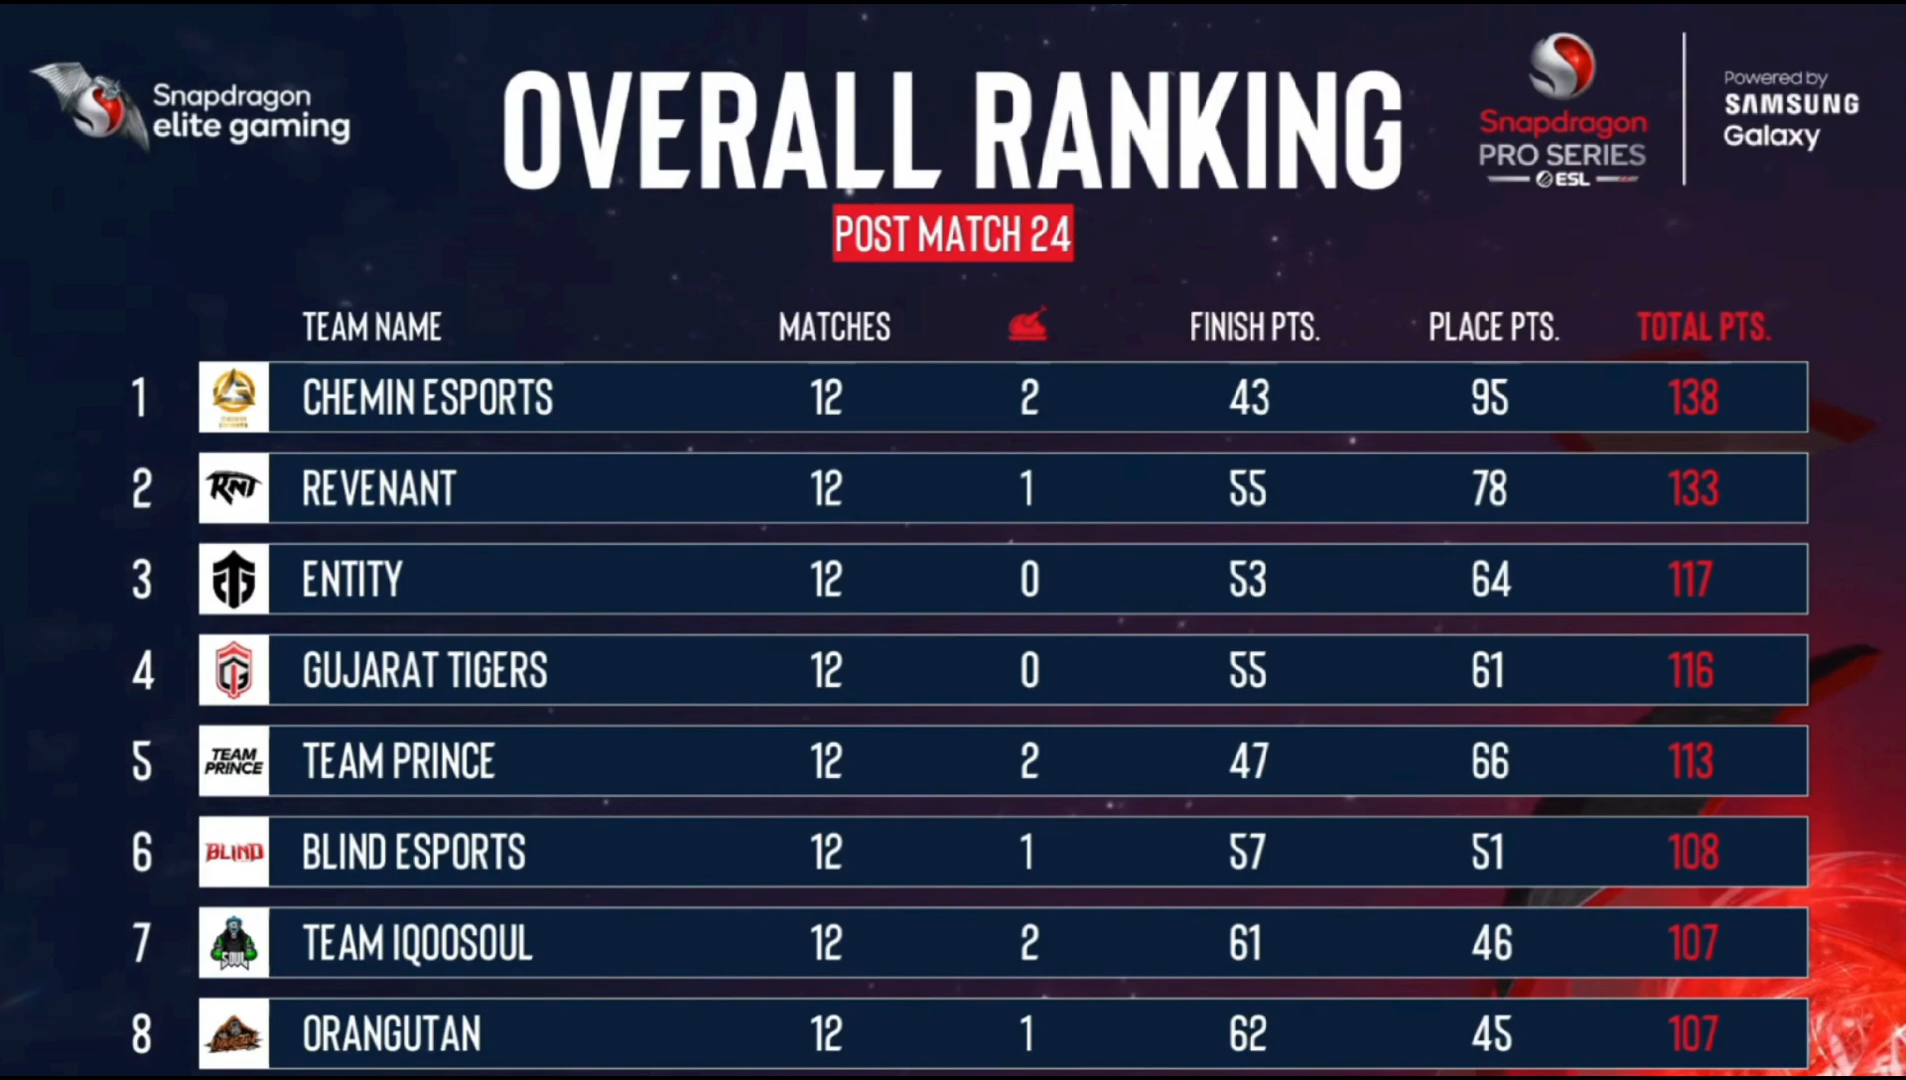 Snapdragon
elite gaming
OVERALL RANKING
POST MATCH 24
Snapdragon
PRO SERIES
ESL
Powered by
SAMSUNG
Galaxy
TEAM NAME MATCHES FINISH PTS. PLACE PTS. TOTAL PTS.
1 CHEMIN ESPORTS 12 2 43 95 138
2 RNT REVENANT 12 1 55 78 133
3 ENTITY 12 0 53 64 117
4 GUJARAT TIGERS 12 0 55 61 116
5 TEAM PRINCE TEAM PRINCE 12 2 47 66 113
6 BLIND BLIND ESPORTS 12 1 57 51 108
7 SOUL TEAM IQOOSOUL 12 2 61 46 107
8 ORANGUTAN 12 1 62 45 107